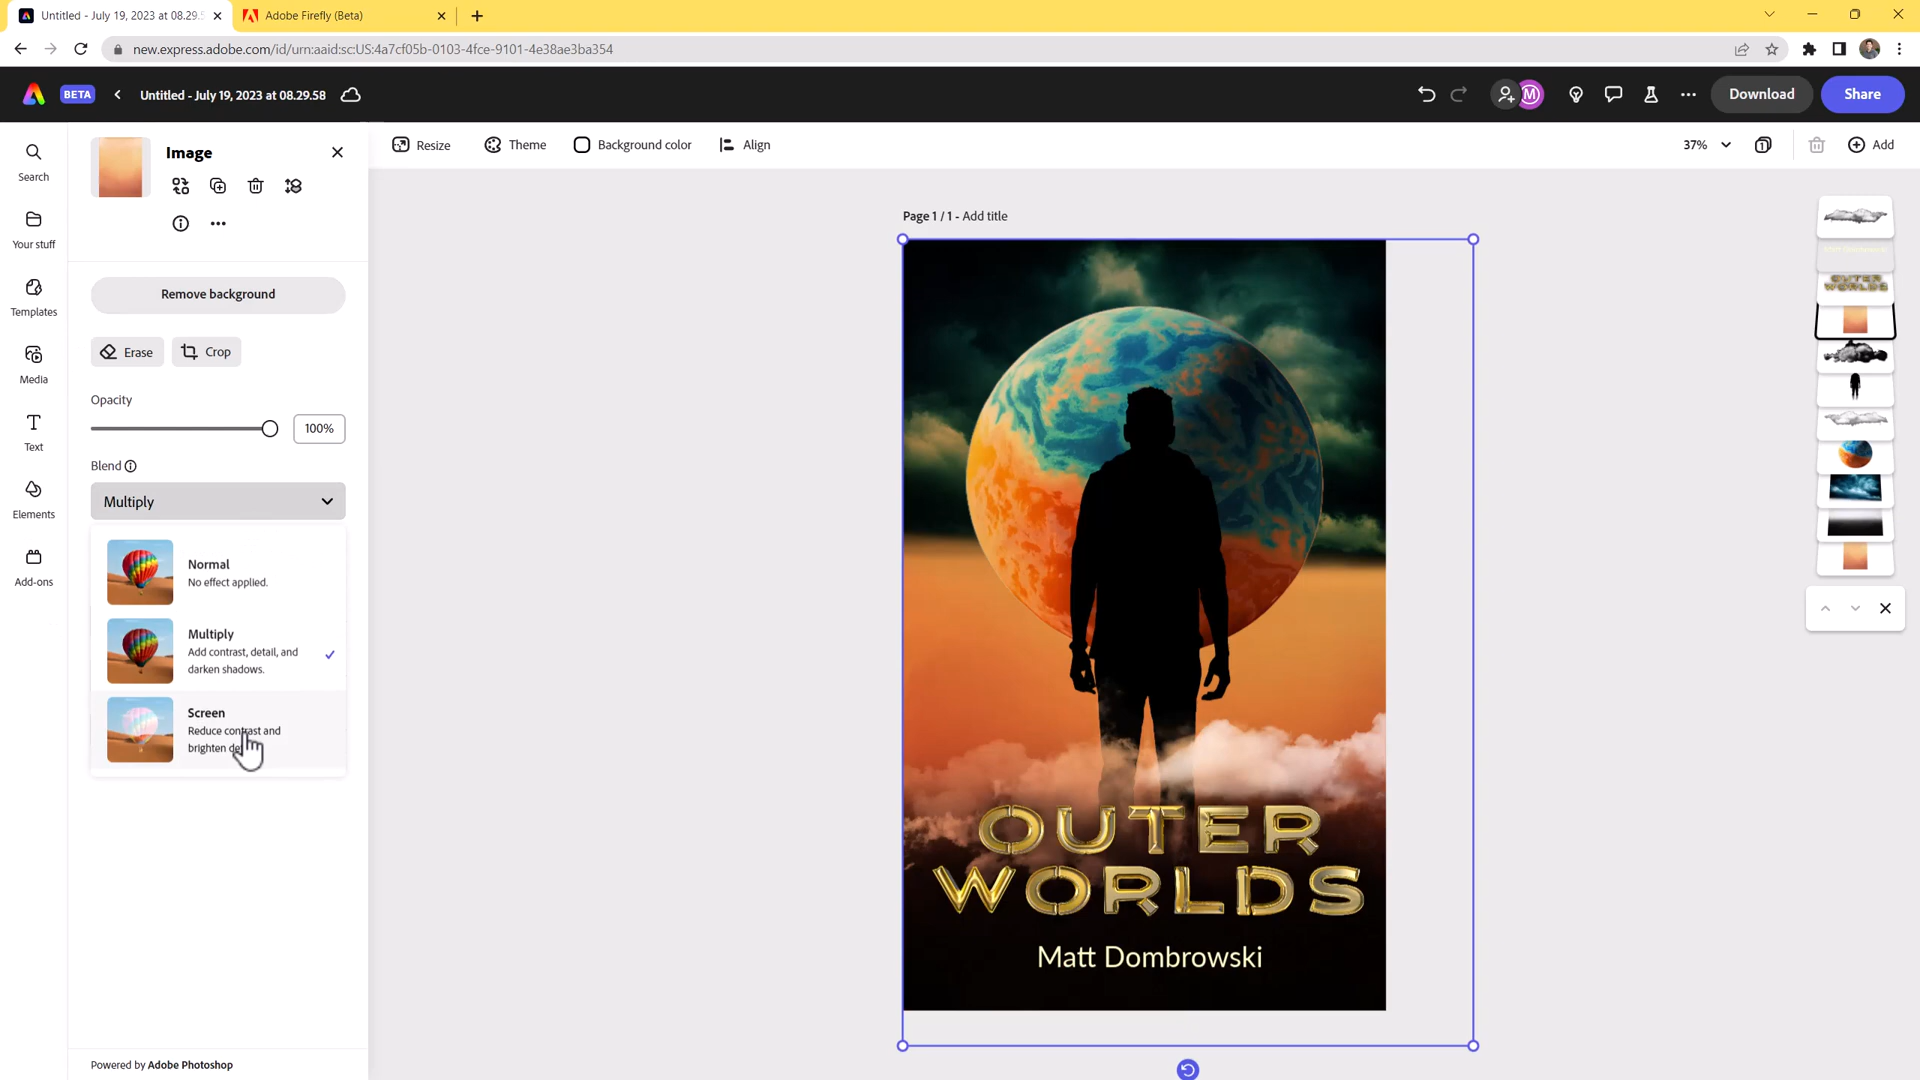 Untitled - July 19, 2023 at 08.29.5
Adobe Firefly (Beta)
new.express.adobe.com/id/urn:aaid:sc:US:4a7cf05b-0103-4fce-9101-4e38ae3ba354
BETA
Untitled - July 19, 2023 at 08.29.58
M
Download
Share
Search
Your stuff
Templates
Media
Text
Elements
Add-ons
Image
Remove background
Erase
Crop
Opacity
100%
Blend
Multiply
Normal
No effect applied.
Multiply
Add contrast, detail, and
darken shadows.
Screen
Reduce contrast and
brighten
Powered by Adobe Photoshop
Resize
Theme
Background color
Align
37%
1
Add
Page 1 / 1 - Add title
OUTER
WORLDS
Matt Dombrowski
OUTER
WORLDS